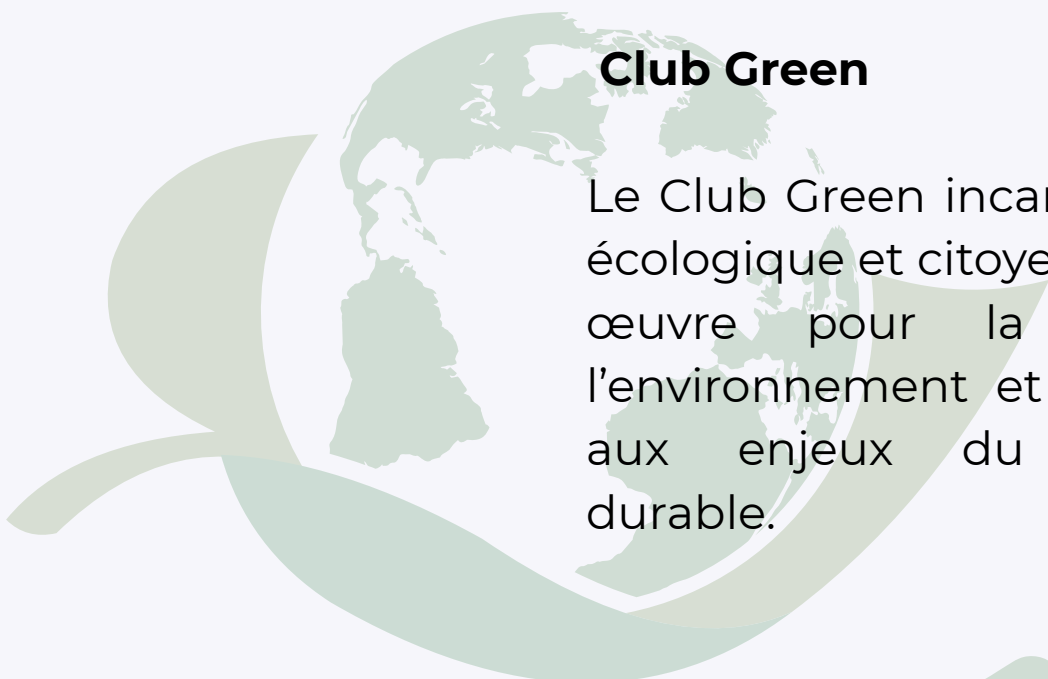 Club Green
Le Club Green incar
écologique et citoye
œuvre pour la
l’environnement et
aux enjeux du
durable.